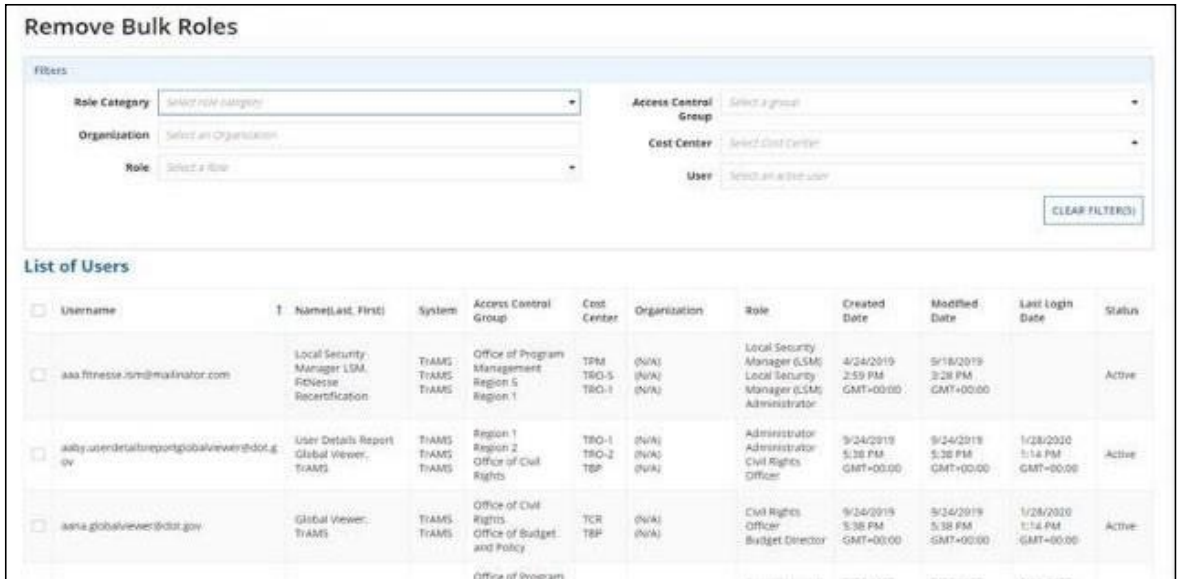 Remove Bulk Roles
Filters
Role Category Select role category
Access Control Group Select a group
Organization Select an Organization
Cost Center Select Cost Center
Role Select a Role
User Select an active user
CLEAR FILTER(S)
List of Users
Username ↑ Name(Last, First) System Access Control Group Cost Center Organization Role Created Date Modified Date Last Login Date Status
aaa.fitnesse.lsm@mailinator.com
Local Security
Manager LSM,
FitNesse
Recertification
TrAMS
TrAMS
TrAMS
Office of Program
Management
Region 5
Region 1
TPM
TRO-5
TRO-1
(N/A)
(N/A)
(N/A)
Local Security
Manager (LSM)
Local Security
Manager (LSM)
Administrator
4/24/2019
2:59 PM
GMT+00:00
9/18/2019
3:28 PM
GMT+00:00
Active
aaby.userdetailsreportglobalviewer@dot.g
ov
User Details Report
Global Viewer,
TrAMS
TrAMS
TrAMS
TrAMS
Region 1
Region 2
Office of Civil
Rights
TRO-1
TRO-2
TBP
(N/A)
(N/A)
(N/A)
Administrator
Administrator
Civil Rights
Officer
9/24/2019
5:38 PM
GMT+00:00
9/24/2019
5:38 PM
GMT+00:00
1/28/2020
1:14 PM
GMT+00:00
Active
aana.globalviewer@dot.gov
Global Viewer,
TrAMS
TrAMS
TrAMS
Office of Civil
Rights
Office of Budget
and Policy
TCR
TBP
(N/A)
(N/A)
Civil Rights
Officer
Budget Director
9/24/2019
5:38 PM
GMT+00:00
9/24/2019
5:38 PM
GMT+00:00
1/28/2020
1:14 PM
GMT+00:00
Active
Office of Program